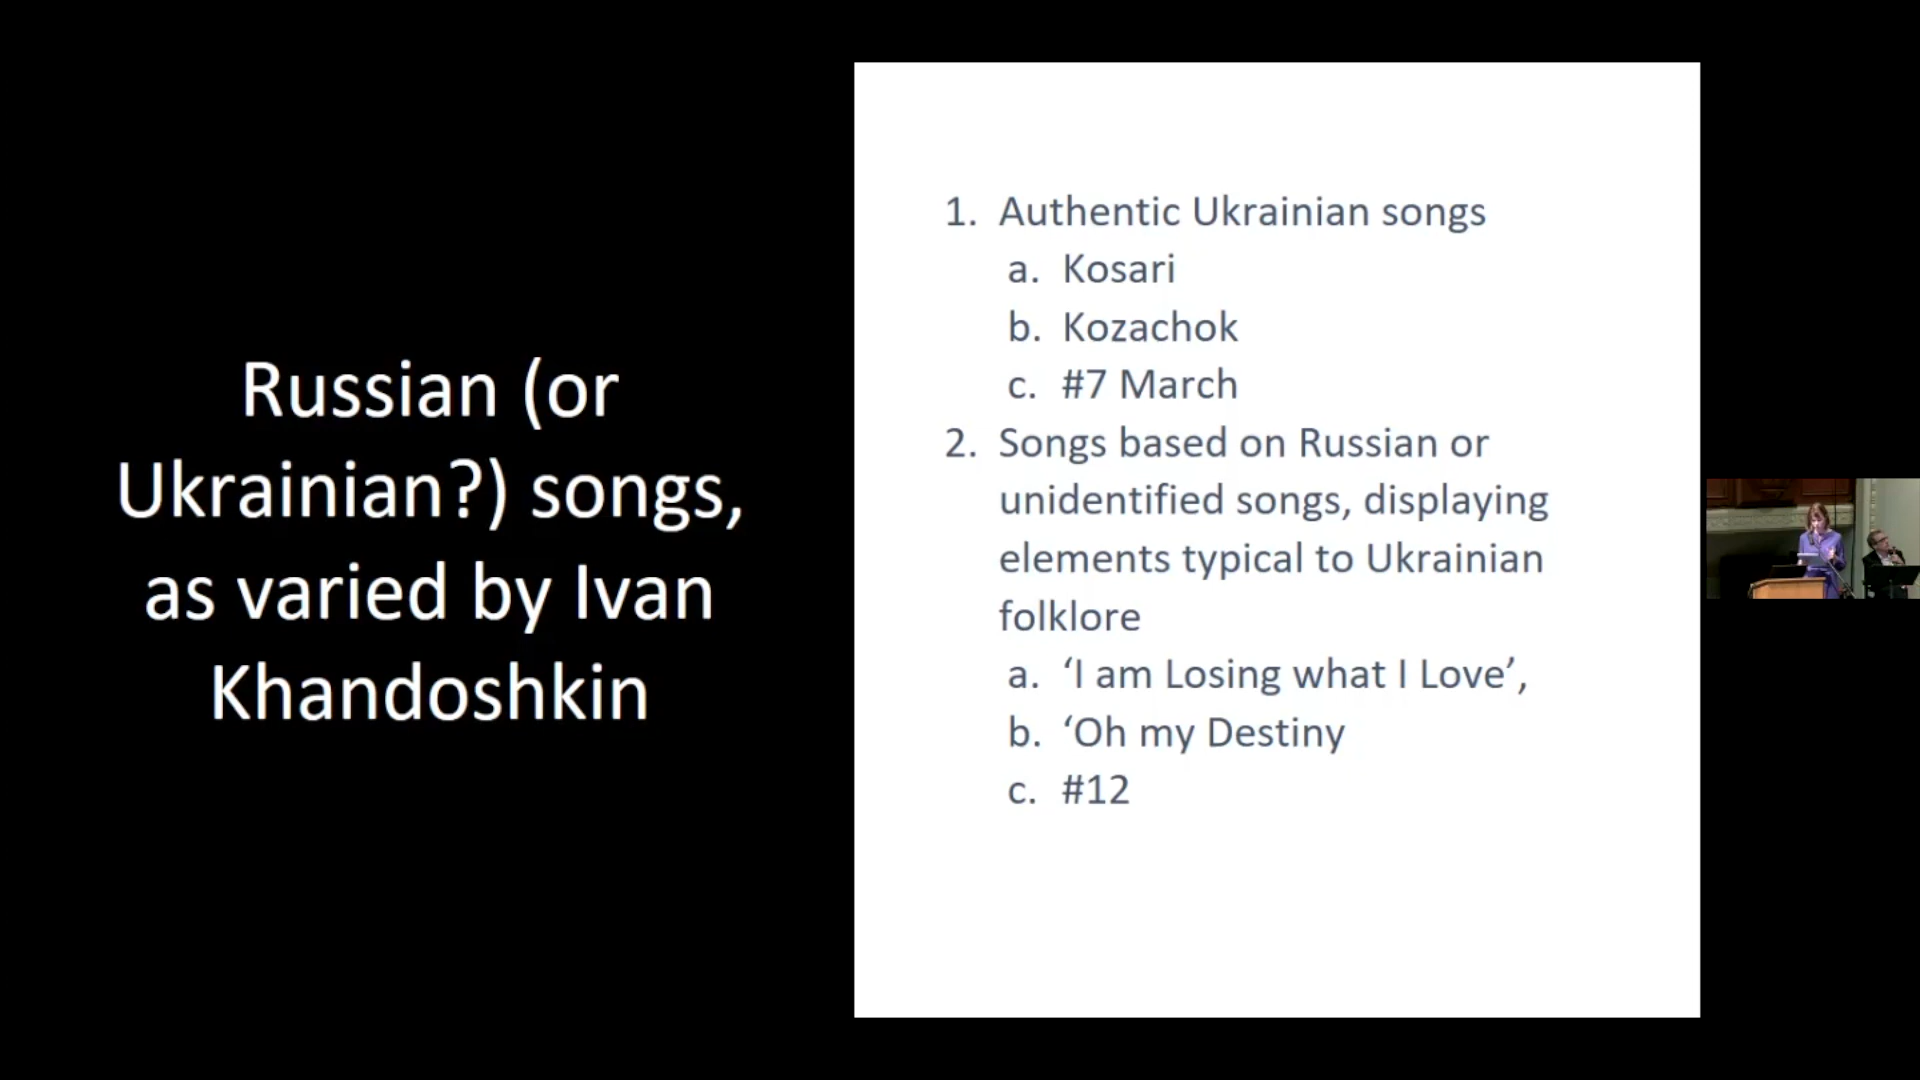 Russian (or
Ukrainian?) songs,
as varied by Ivan
Khandoshkin
1. Authentic Ukrainian songs
a. Kosari
b. Kozachok
c. #7 March
2. Songs based on Russian or
unidentified songs, displaying
elements typical to Ukrainian
folklore
a. ‘I am Losing what I Love’,
b. ‘Oh my Destiny
c. #12